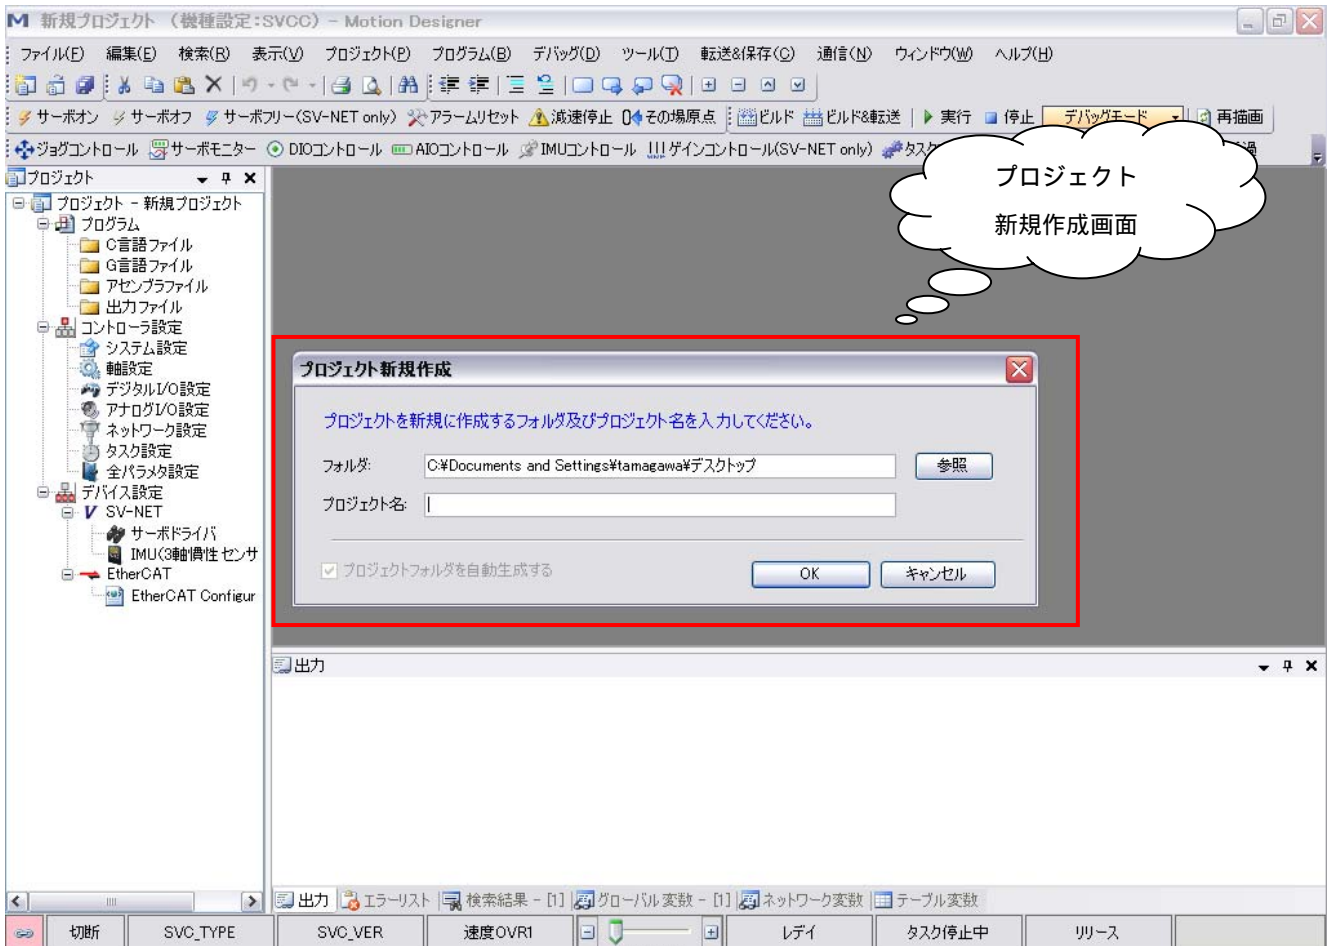 新規プロジェクト （機種設定:SVCC） - Motion Designer
ファイル(F) 編集(E) 検索(R) 表示(V) プロジェクト(P) プログラム(B) デバッグ(D) ツール(T) 転送&保存(C) 通信(N) ウィンドウ(W) ヘルプ(H)
サーボオン サーボオフ サーボフリー(SV-NET only) アラームリセット 減速停止 その場原点 ビルド ビルド&転送 実行 停止 デバッグモード 再描画
ジョグコントロール サーボモニター DIOコントロール AIOコントロール IMUコントロール ゲインコントロール(SV-NET only)
プロジェクト
新規作成画面
プロジェクト
プロジェクト - 新規プロジェクト
プログラム
C言語ファイル
G言語ファイル
アセンブラファイル
出力ファイル
コントローラ設定
システム設定
軸設定
デジタルI/O設定
アナログI/O設定
ネットワーク設定
タスク設定
全パラメタ設定
デバイス設定
SV-NET
サーボドライバ
IMU(3軸慣性センサ
EtherCAT
EtherCAT Configur
プロジェクト新規作成
プロジェクトを新規に作成するフォルダ及びプロジェクト名を入力してください。
フォルダ: C:¥Documents and Settings¥tamagawa¥デスクトップ 参照
プロジェクト名:
プロジェクトフォルダを自動生成する OK キャンセル
出力
出力 エラーリスト 検索結果 - [1] グローバル変数 - [1] ネットワーク変数 テーブル変数
切断 SVC_TYPE SVC_VER 速度OVR1 レディ タスク停止中 リリース